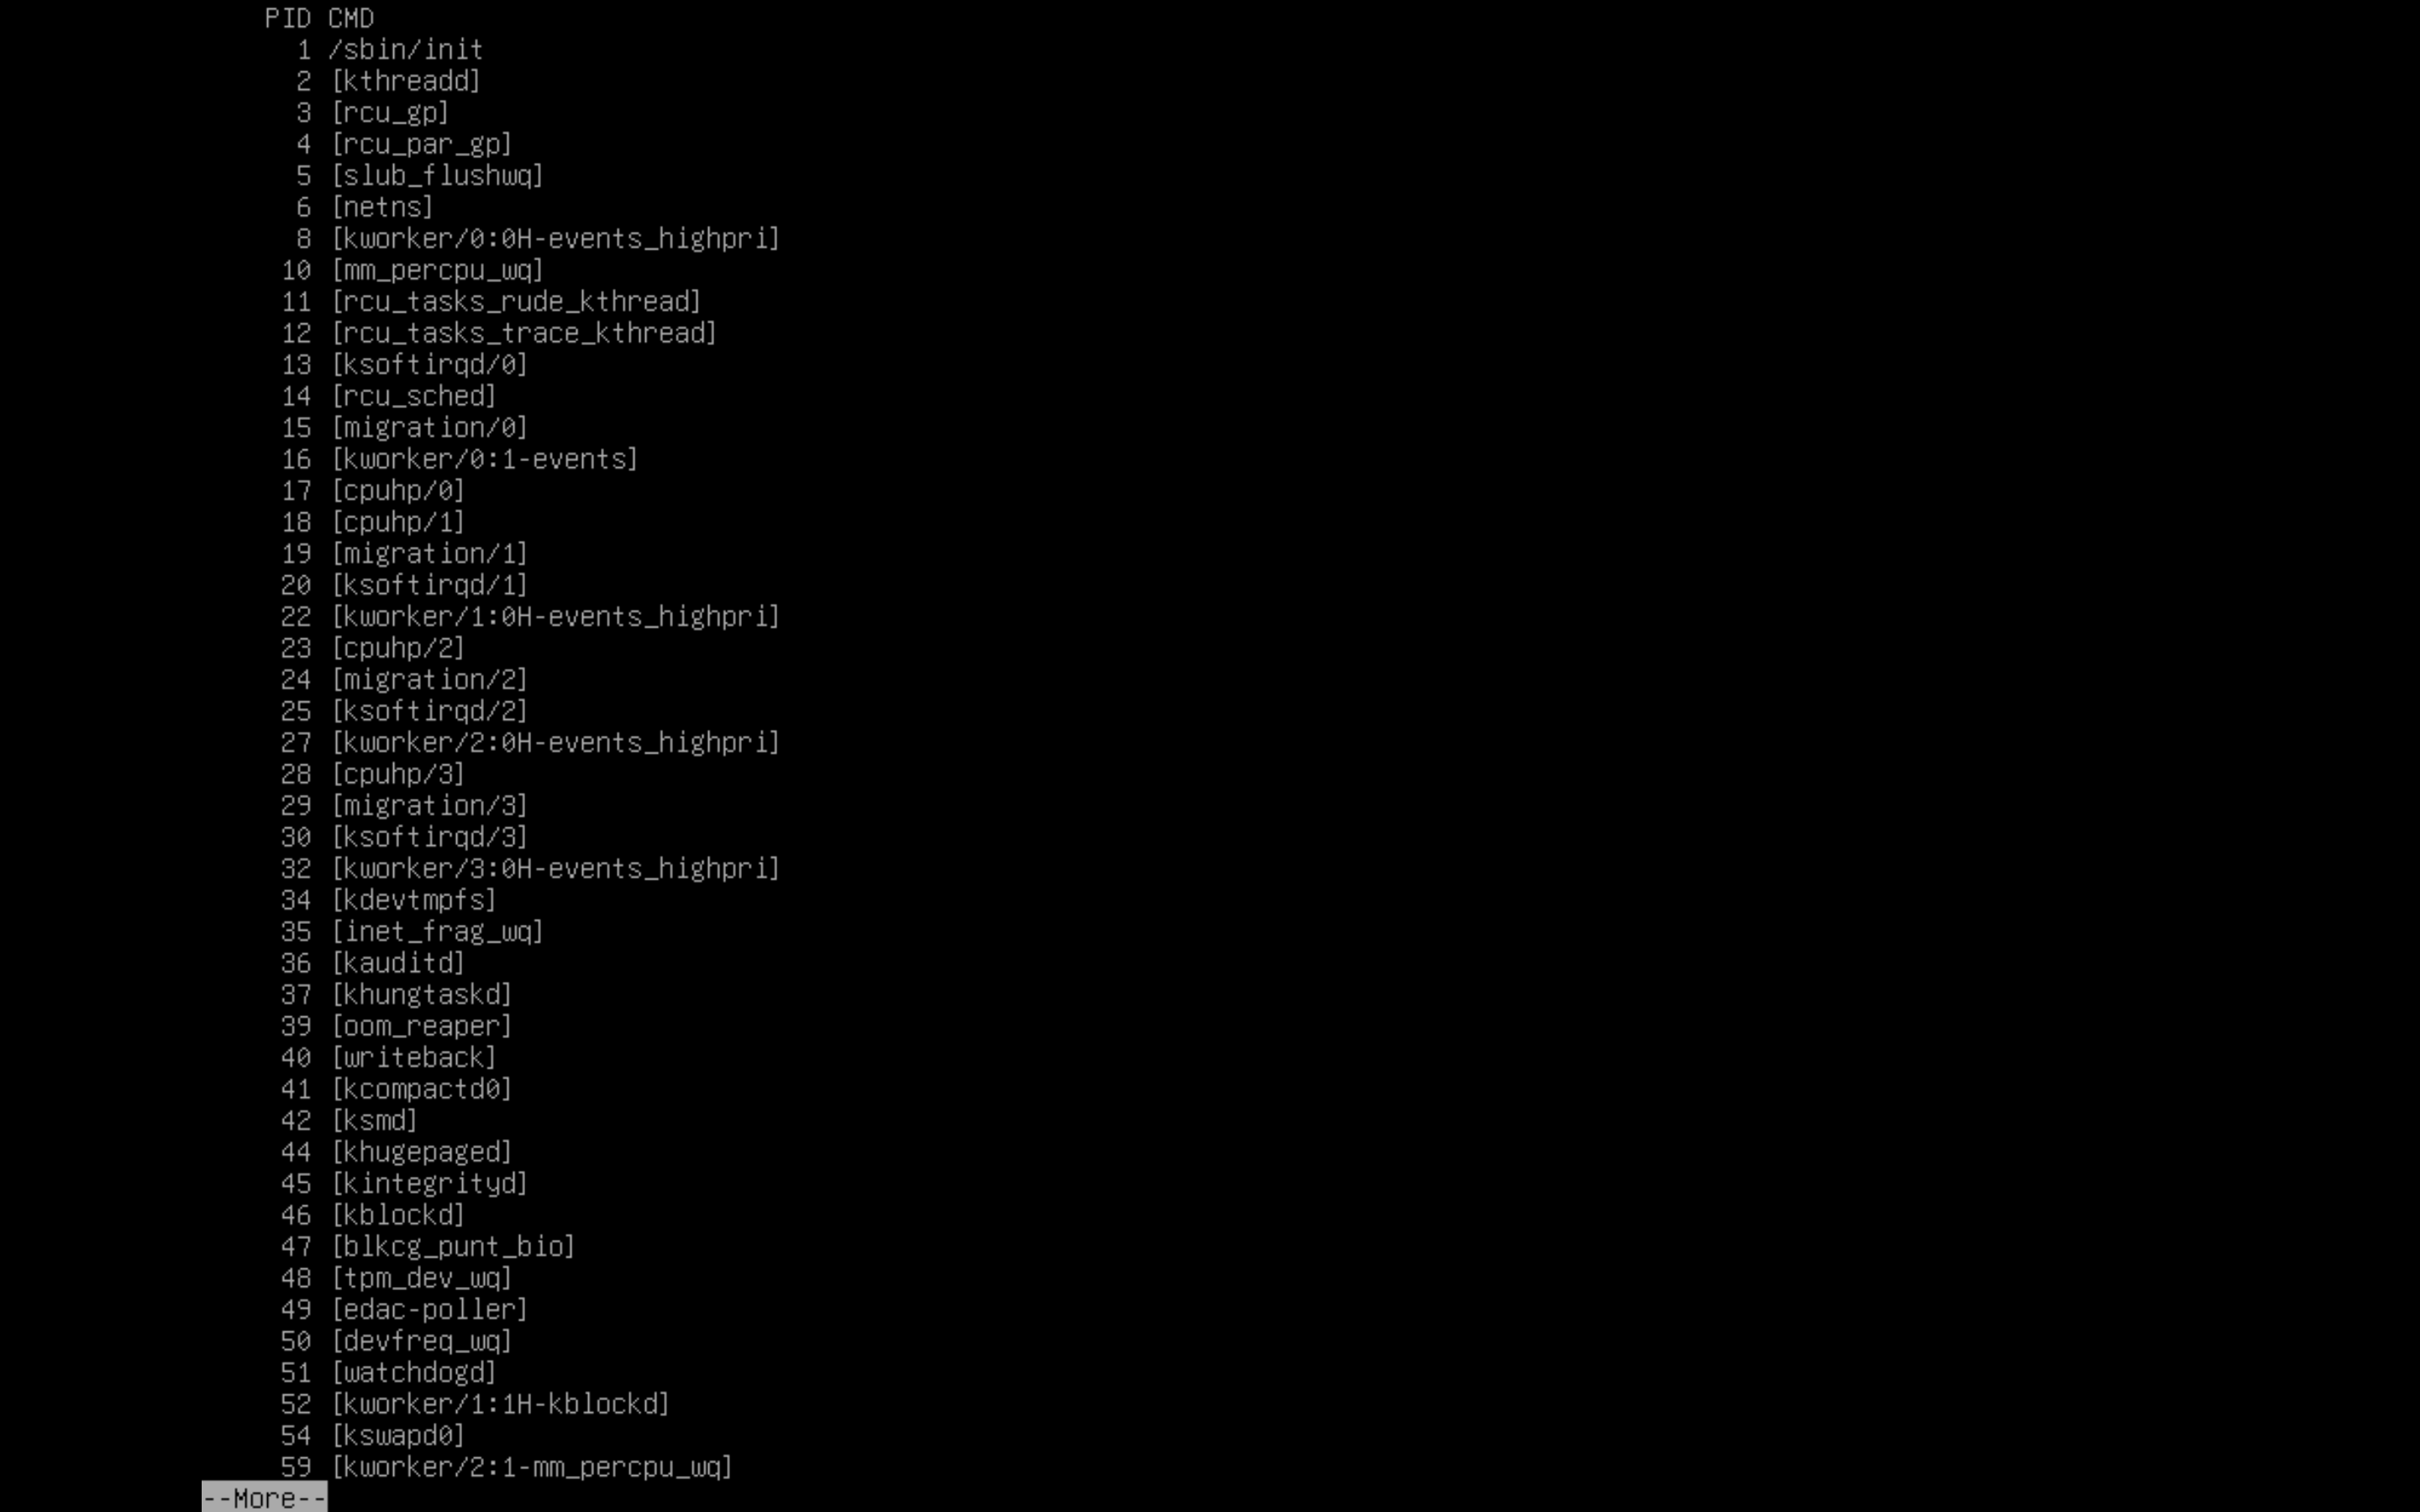 PID CMD
1 /sbin/init
2 [kthreadd]
3 [rcu_gp]
4 [rcu_par_gp]
5 [slub_flushwq]
6 [netns]
8 [kworker/0:0H-events_highpri]
10 [mm_percpu_wq]
11 [rcu_tasks_rude_kthread]
12 [rcu_tasks_trace_kthread]
13 [ksoftirqd/0]
14 [rcu_sched]
15 [migration/0]
16 [kworker/0:1-events]
17 [cpuhp/0]
18 [cpuhp/1]
19 [migration/1]
20 [ksoftirqd/1]
22 [kworker/1:0H-events_highpri]
23 [cpuhp/2]
24 [migration/2]
25 [ksoftirqd/2]
27 [kworker/2:0H-events_highpri]
28 [cpuhp/3]
29 [migration/3]
30 [ksoftirqd/3]
32 [kworker/3:0H-events_highpri]
34 [kdevtmpfs]
35 [inet_frag_wq]
36 [kauditd]
37 [khungtaskd]
39 [oom_reaper]
40 [writeback]
41 [kcompactd0]
42 [ksmd]
44 [khugepaged]
45 [kintegrityd]
46 [kblockd]
47 [blkcg_punt_bio]
48 [tpm_dev_wq]
49 [edac-poller]
50 [devfreq_wq]
51 [watchdogd]
52 [kworker/1:1H-kblockd]
54 [kswapd0]
59 [kworker/2:1-mm_percpu_wq]
--More--